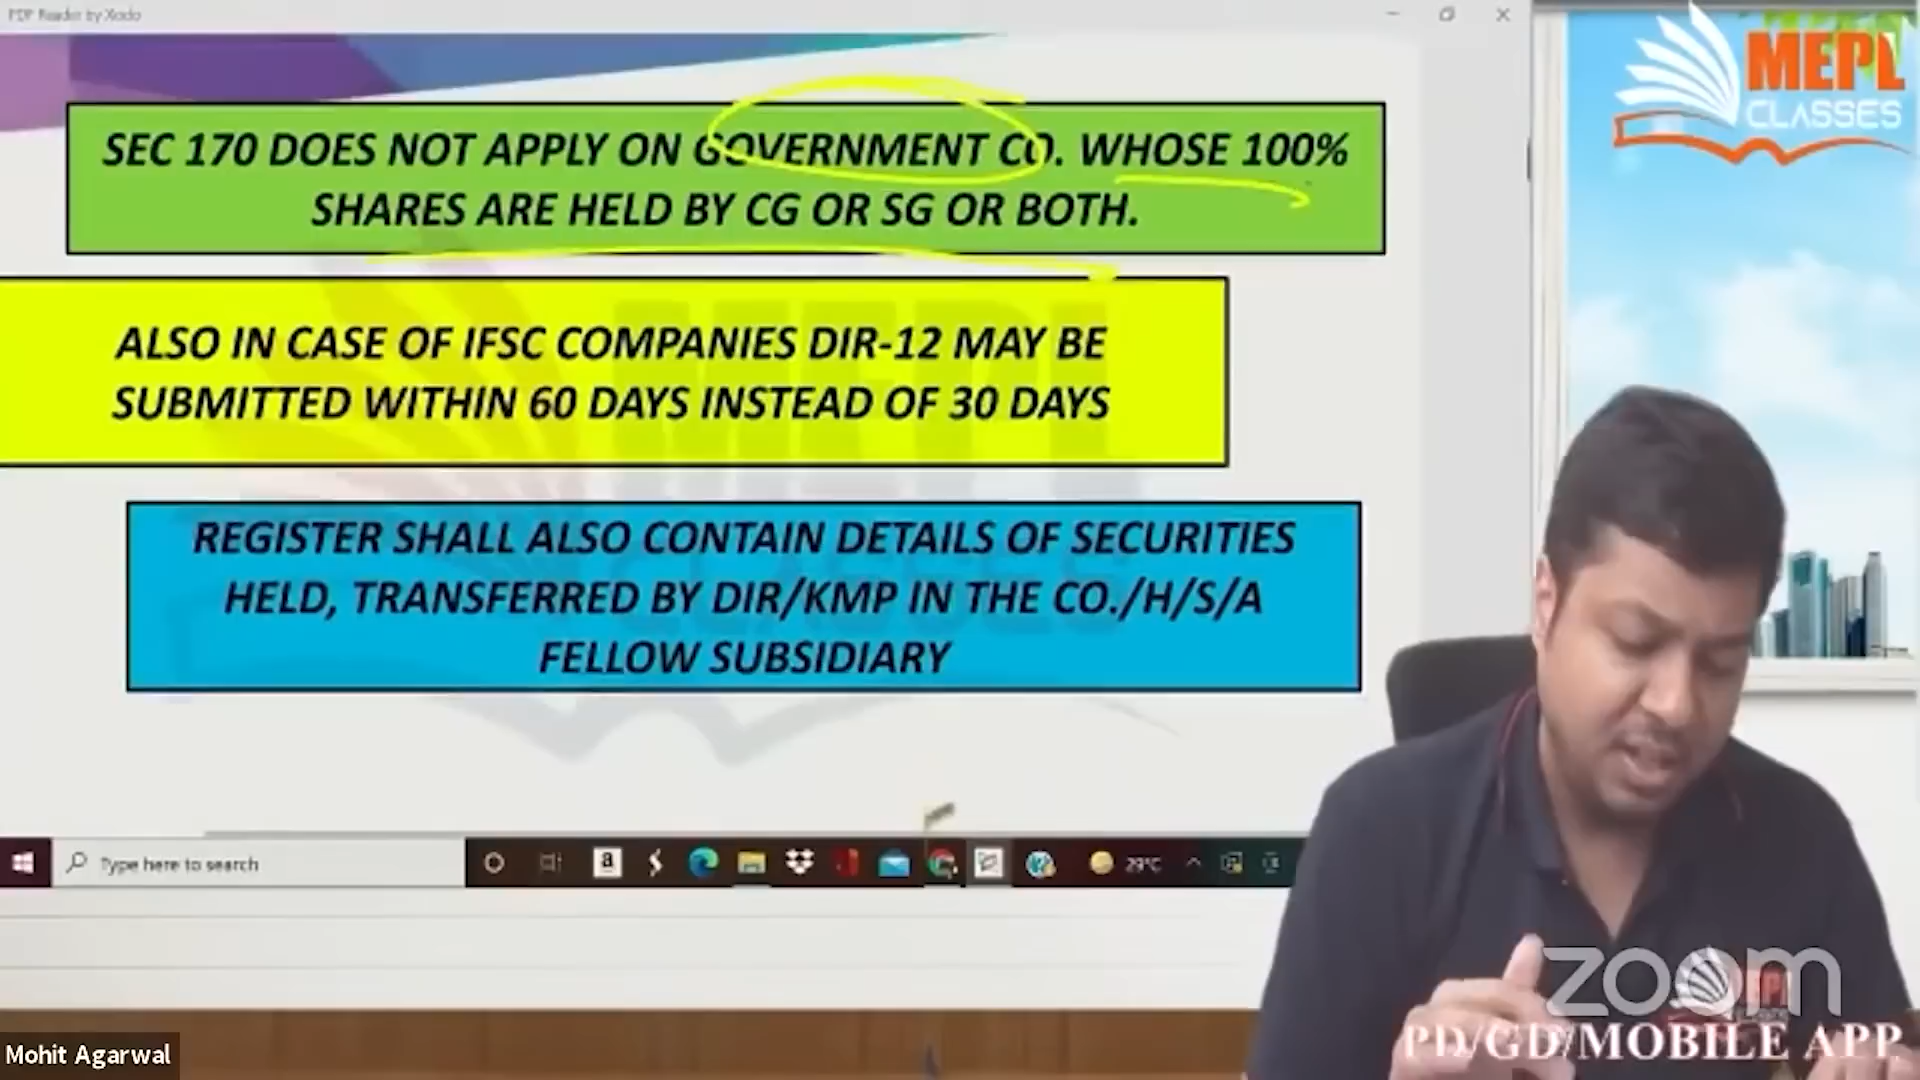 PDF Reader by Xodo
MEPL
CLASSES
SEC 170 DOES NOT APPLY ON GOVERNMENT CO. WHOSE 100%
SHARES ARE HELD BY CG OR SG OR BOTH.
ALSO IN CASE OF IFSC COMPANIES DIR-12 MAY BE
SUBMITTED WITHIN 60 DAYS INSTEAD OF 30 DAYS
REGISTER SHALL ALSO CONTAIN DETAILS OF SECURITIES
HELD, TRANSFERRED BY DIR/KMP IN THE CO./H/S/A
FELLOW SUBSIDIARY
Type here to search
29°C
zoom
PD/GD/MOBILE APP
Mohit Agarwal